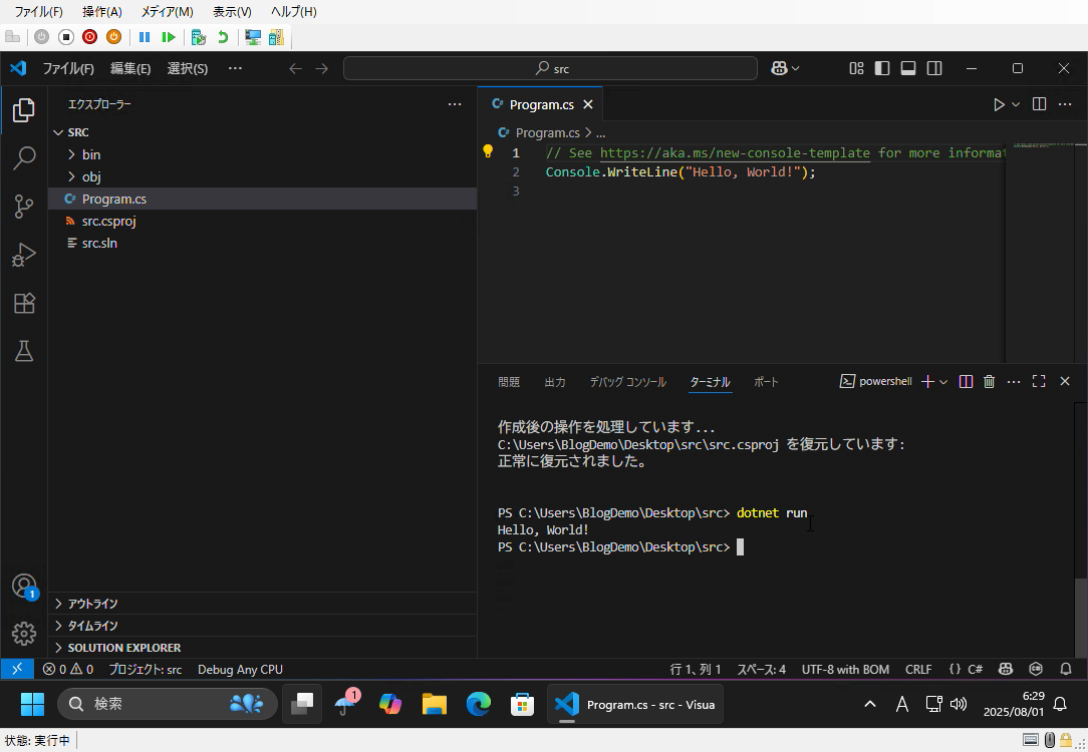 ファイル(F) 操作(A) メディア(M) 表示(V) ヘルプ(H)
ファイル(F) 編集(E) 選択(S) … src
エクスプローラー …
Program.cs
SRC
Program.cs > ...
bin
obj
Program.cs
src.csproj
src.sln
1 // See https://aka.ms/new-console-template for more informa
2 Console.WriteLine("Hello, World!");
3
問題 出力 デバッグ コンソール ターミナル ポート powershell
作成後の操作を処理しています...
C:\Users\BlogDemo\Desktop\src\src.csproj を復元しています:
正常に復元されました。
PS C:\Users\BlogDemo\Desktop\src> dotnet run
Hello, World!
PS C:\Users\BlogDemo\Desktop\src>
1
アウトライン
タイムライン
SOLUTION EXPLORER
0 0 プロジェクト: src Debug Any CPU 行 1、列 1 スペース: 4 UTF-8 with BOM CRLF {} C#
検索 1 Program.cs - src - Visua A 6:29
2025/08/01
状態: 実行中